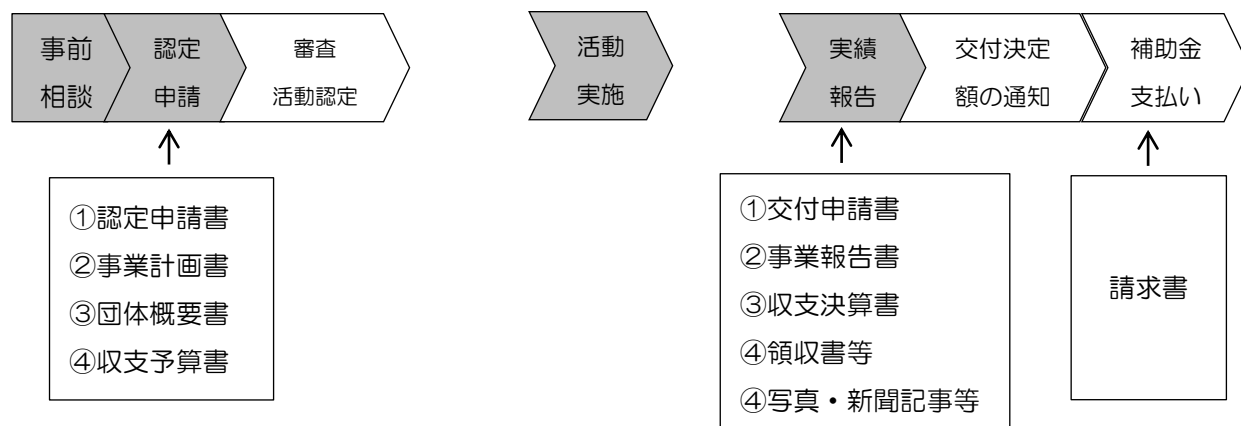 事前
相談
認定
申請
審査
活動認定
活動
実施
実績
報告
交付決定
額の通知
補助金
支払い
①認定申請書
②事業計画書
③団体概要書
④収支予算書
①交付申請書
②事業報告書
③収支決算書
④領収書等
④写真・新聞記事等
請求書